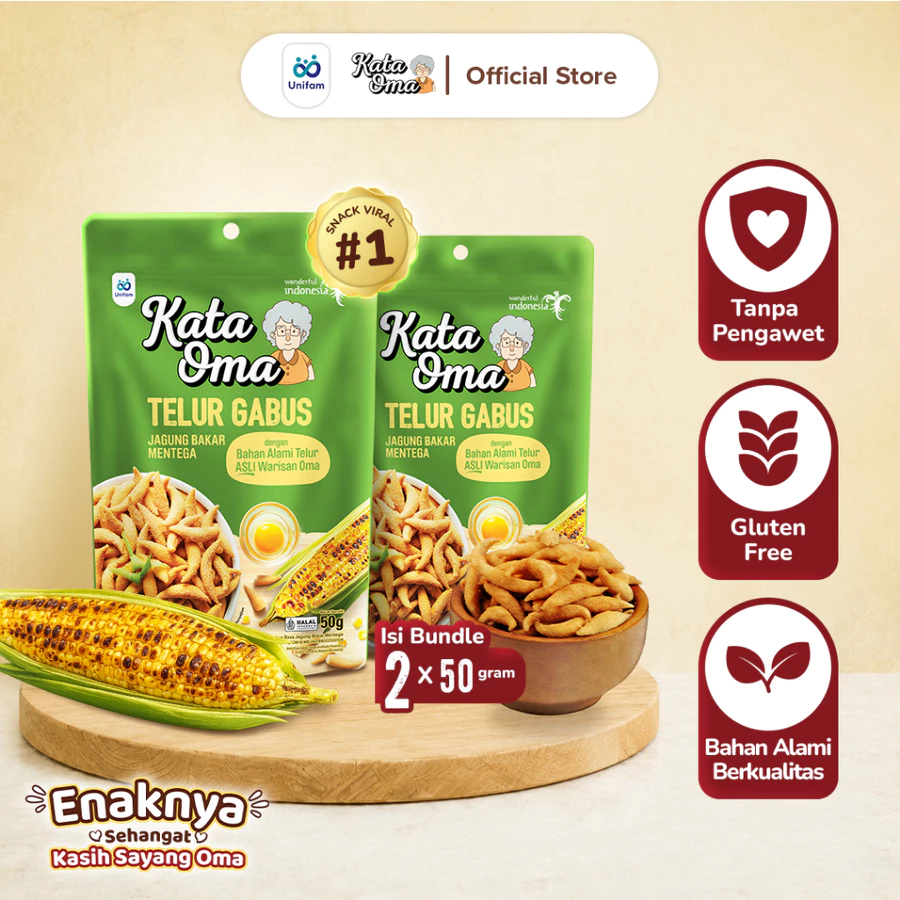 Unifam
Kata
Oma
Official Store
SNACK VIRAL
#1
Unifam
wonderful
indonesia
Kata
Oma
TELUR GABUS
JAGUNG BAKAR
MENTEGA
dengan
Bahan Alami Telur
ASLI Warisan Oma
HALAL
50g
wonderful
indonesia
Kata
Oma
TELUR GABUS
JAGUNG BAKAR
MENTEGA
dengan
Bahan Alami Telur
ASLI Warisan Oma
Isi Bundle
2 x 50 gram
Tanpa
Pengawet
Gluten
Free
Bahan Alami
Berkualitas
Enaknya
Sehangat
Kasih Sayang Oma